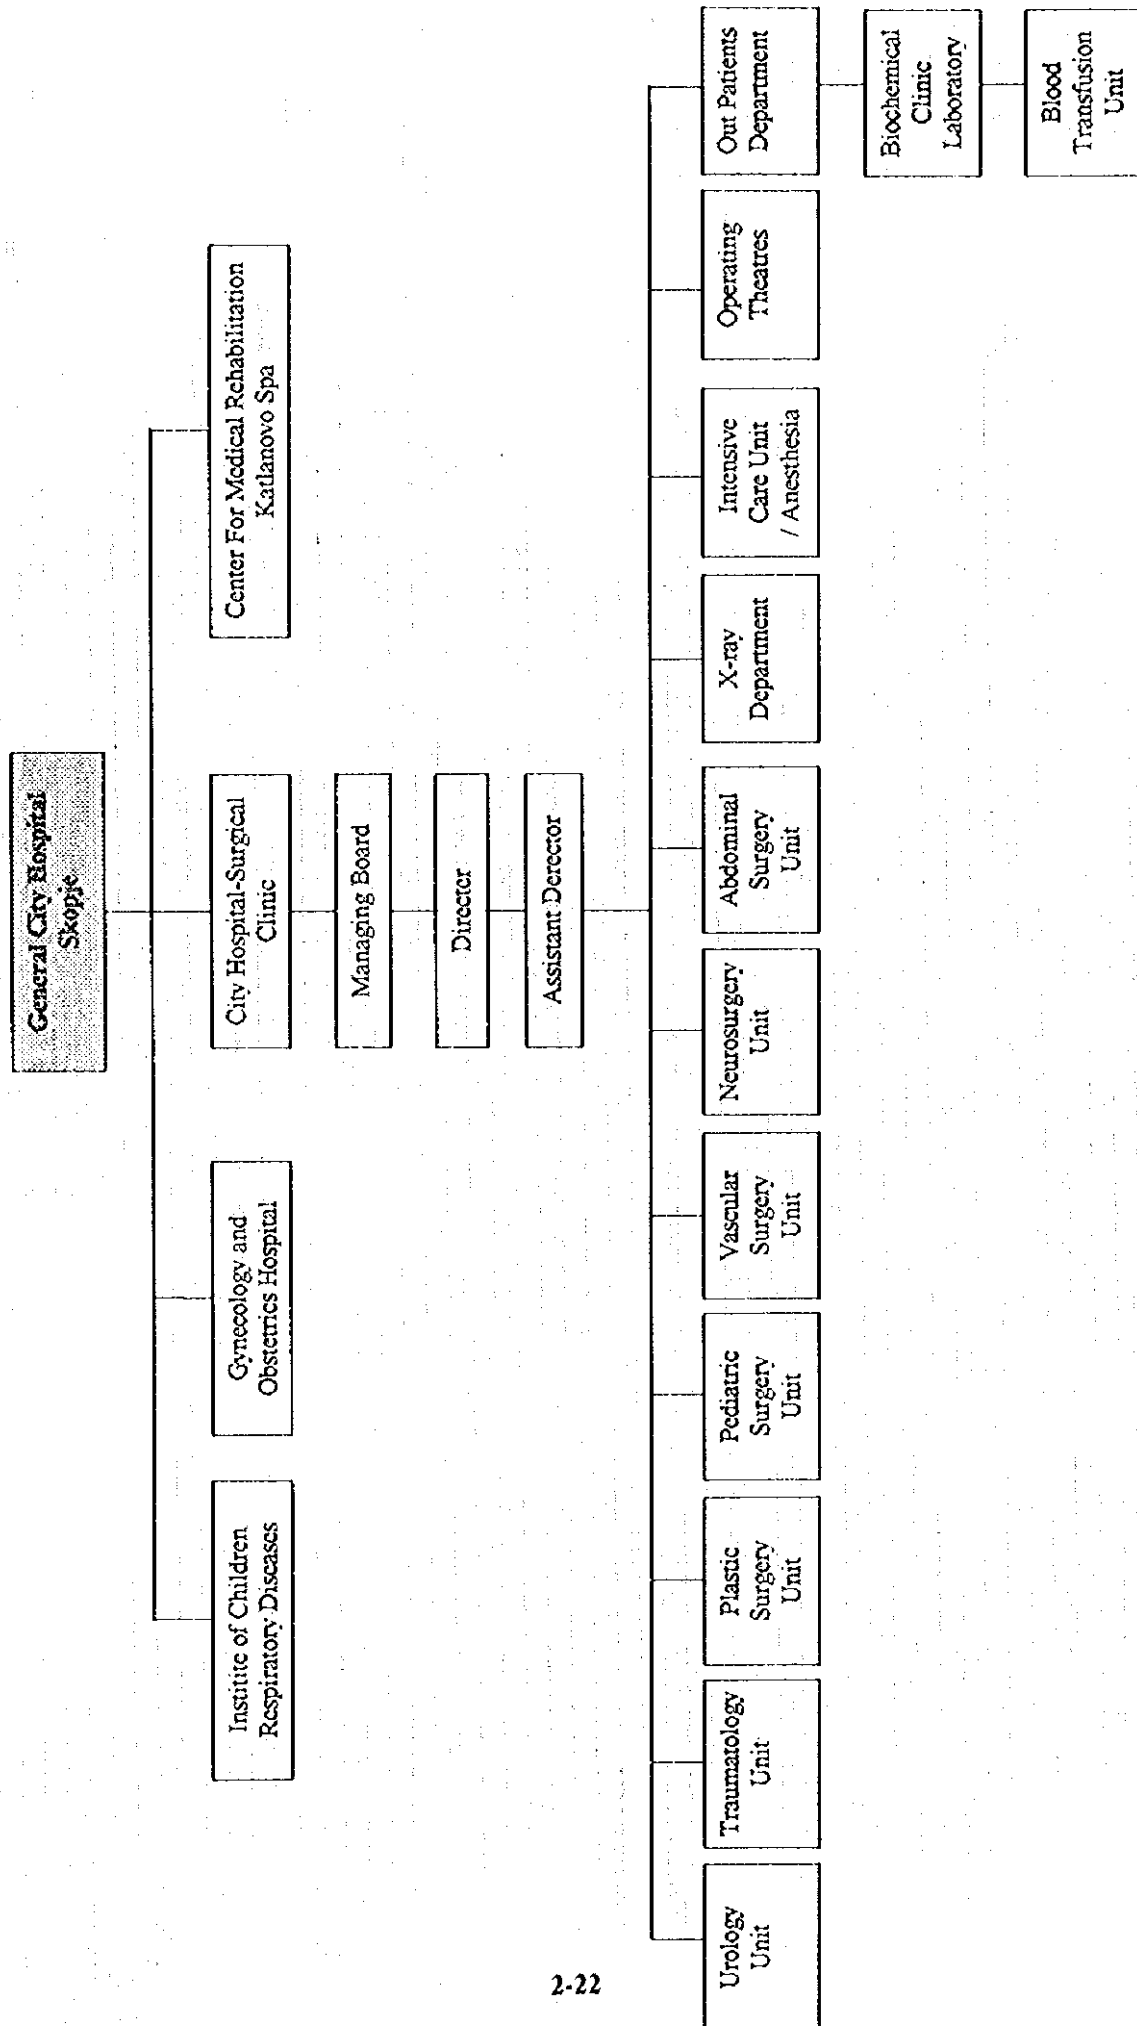 General City Hospital
Skopje
Institite of Children
Respiratory Diseases
Gynecology and
Obstetrics Hospital
City Hospital-Surgical
Clinic
Center For Medical Rehabilitation
Katlanovo Spa
Managing Board
Director
Assistant Derector
Urology
Unit
Traumatology
Unit
Plastic
Surgery
Unit
Pediatric
Surgery
Unit
Vascular
Surgery
Unit
Neurosurgery
Unit
Abdominal
Surgery
Unit
X-ray
Department
Intensive
Care Unit
/ Anesthesia
Operating
Theatres
Out Patients
Department
Biochemical
Clinic
Laboratory
Blood
Transfusion
Unit
2-22